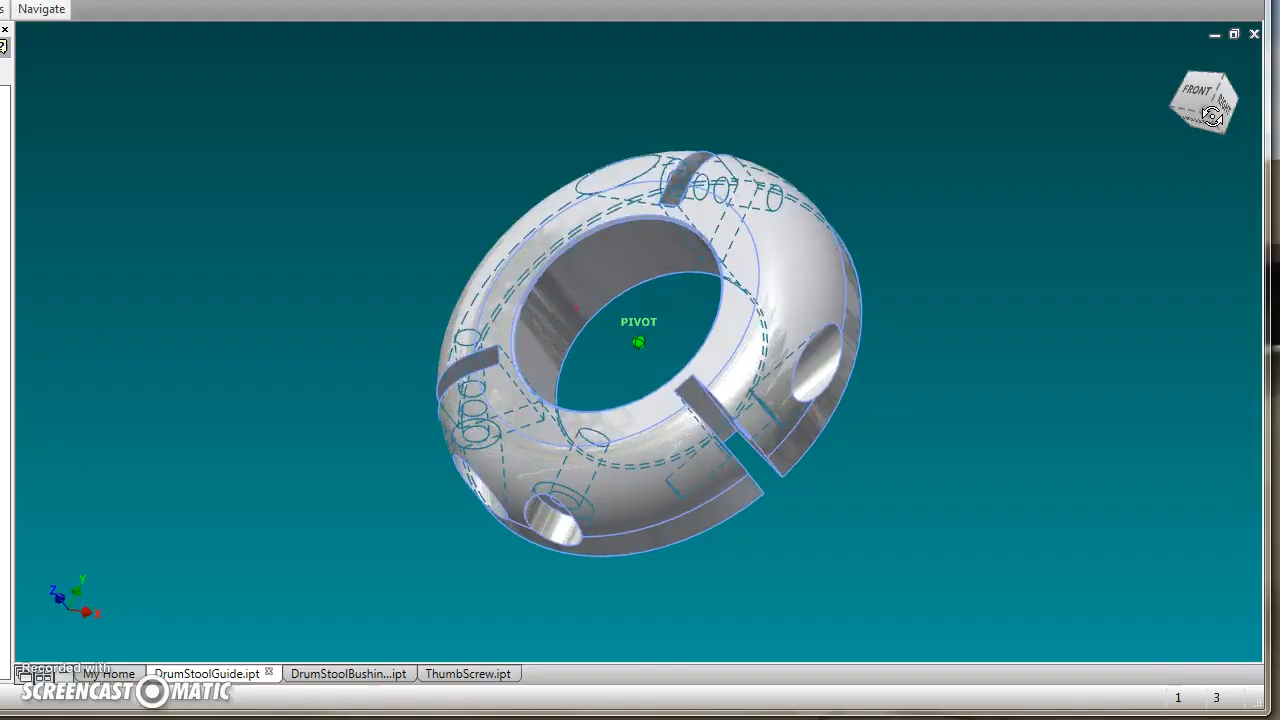 s Navigate
FRONT
RIGHT
PIVOT
Z
Y
X
Recorded with
My Home
DrumStoolGuide.ipt
DrumStoolBushin...ipt
ThumbScrew.ipt
SCREENCAST MATIC
1 3